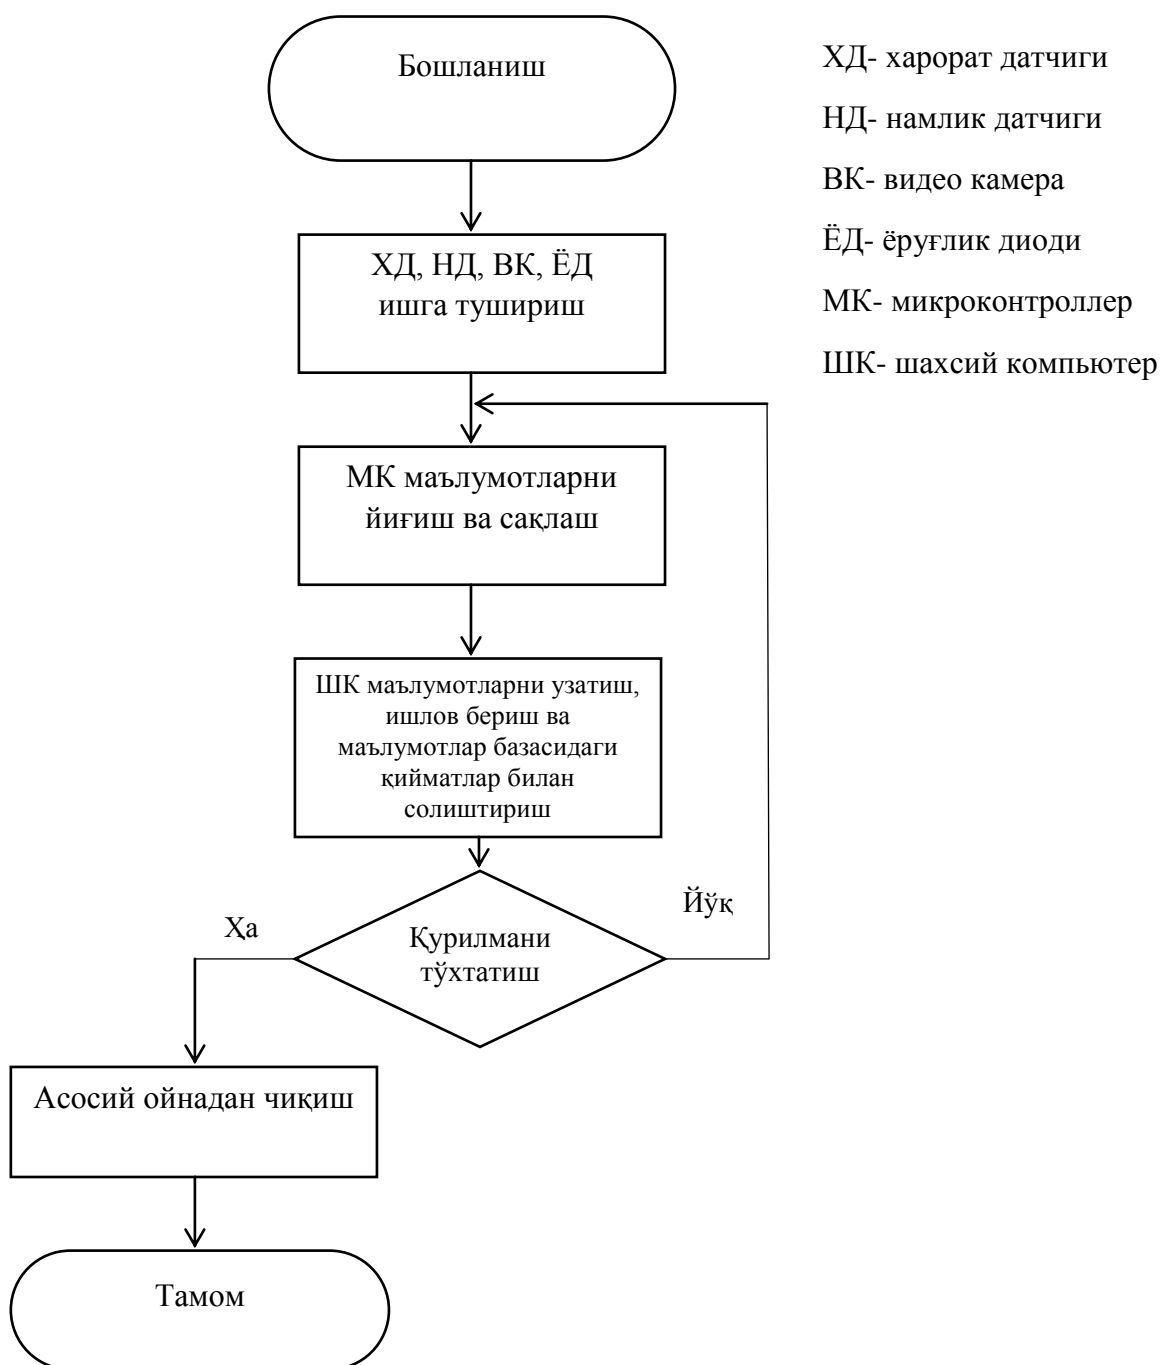 Бошланиш
ХД, НД, ВК, ЁД
ишга тушириш
МК маълумотларни
йиғиш ва сақлаш
ШК маълумотларни узатиш,
ишлов бериш ва
маълумотлар базасидаги
қийматлар билан
солиштириш
Қурилмани
тўхтатиш
Ҳа
Йўқ
Асосий ойнадан чиқиш
Тамом
ХД- харорат датчиги
НД- намлик датчиги
ВК- видео камера
ЁД- ёруғлик диоди
МК- микроконтроллер
ШК- шахсий компьютер